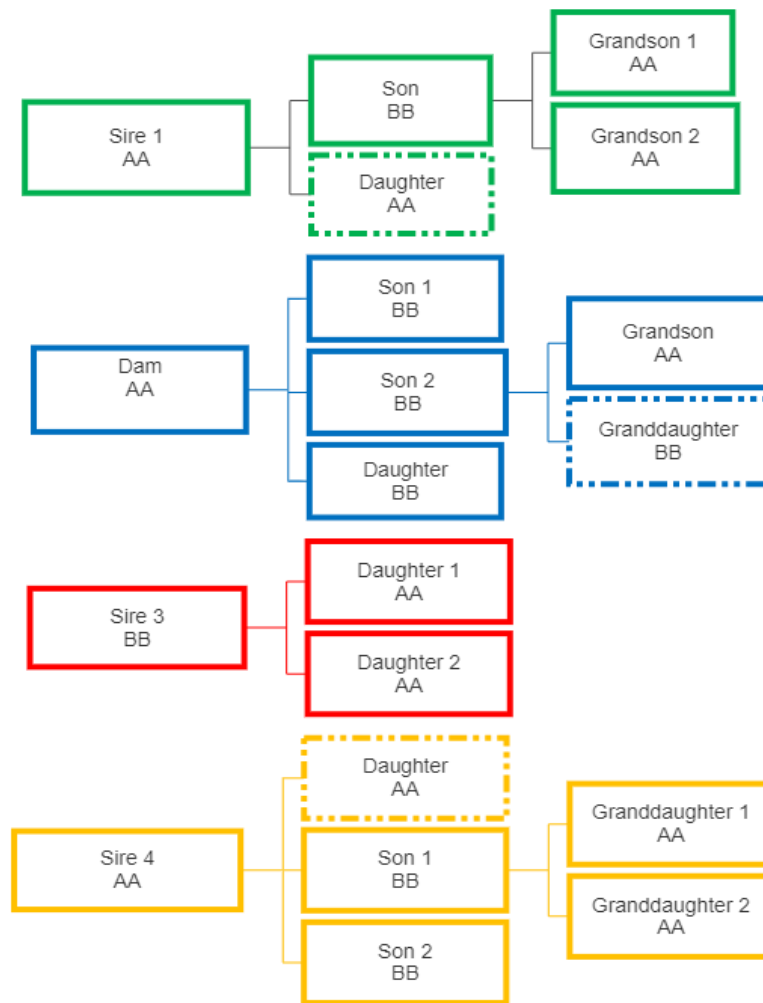 Sire 1
AA
Son
BB
Daughter
AA
Grandson 1
AA
Grandson 2
AA
Dam
AA
Son 1
BB
Son 2
BB
Daughter
BB
Grandson
AA
Granddaughter
BB
Sire 3
BB
Daughter 1
AA
Daughter 2
AA
Sire 4
AA
Daughter
AA
Son 1
BB
Son 2
BB
Granddaughter 1
AA
Granddaughter 2
AA